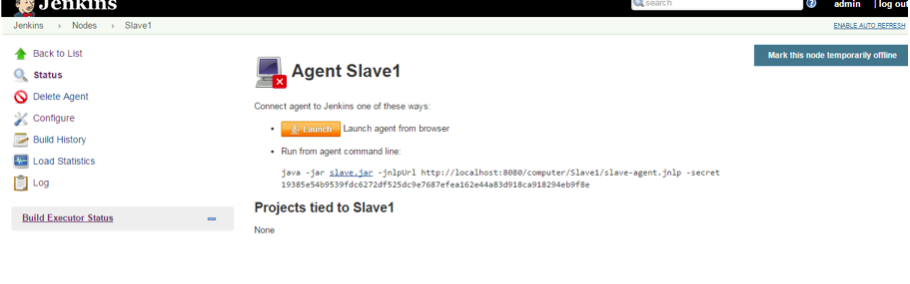 Jenkins
search
admin
log out
Jenkins › Nodes › Slave1
ENABLE AUTO REFRESH
Back to List
Status
Delete Agent
Configure
Build History
Load Statistics
Log
Build Executor Status
Mark this node temporarily offline
Agent Slave1
Connect agent to Jenkins one of these ways:
Launch Launch agent from browser
Run from agent command line:
java -jar slave.jar -jnlpUrl http://localhost:8080/computer/Slave1/slave-agent.jnlp -secret
19385e54b9539fdc6272df525dc9e7687efea162e44a83d918ca918294eb9f8e
Projects tied to Slave1
None